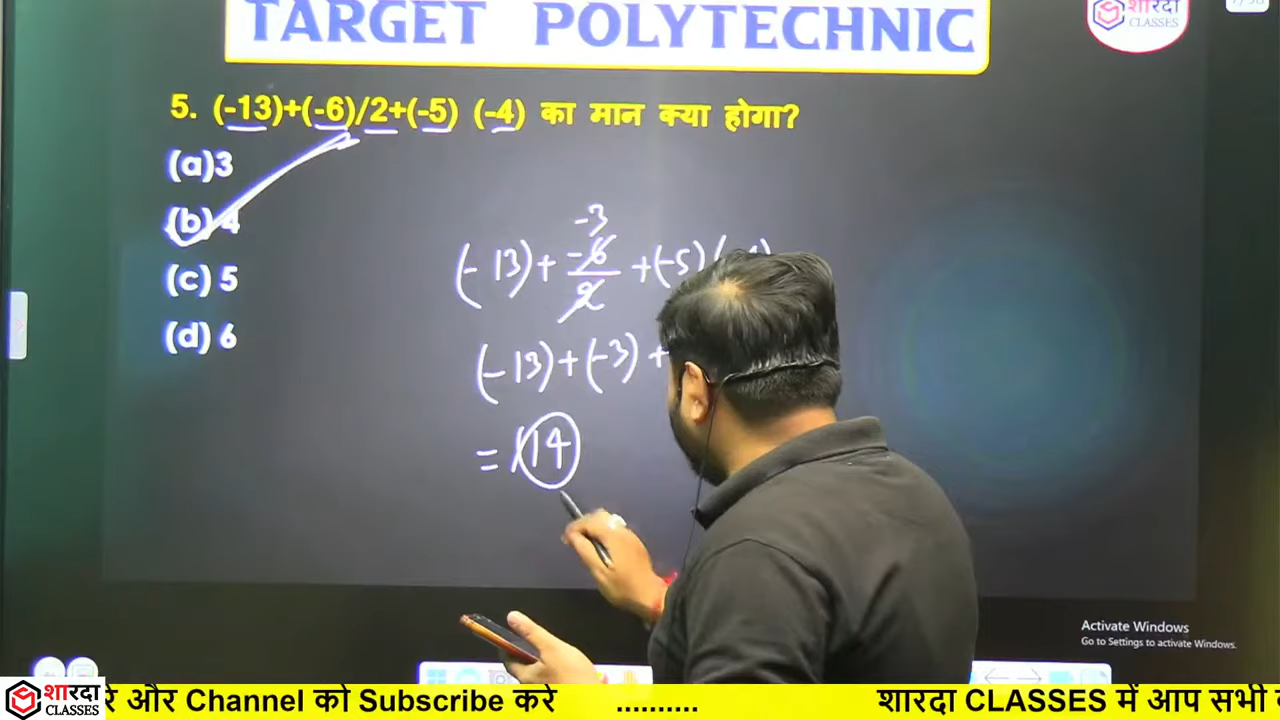 TARGET POLYTECHNIC
शारदा
CLASSES
5. (-13)+(-6)/2+(-5) (-4) का मान क्या होगा?
(a)3
(b) 4
(c) 5
(d) 6
-3
(-13)+ -6/2 +(-5)
(-13)+(-3)+
= 14
Activate Windows
Go to Settings to activate Windows.
शारदा
CLASSES
रे और Channel को Subscribe करे .......... शारदा CLASSES में आप सभी